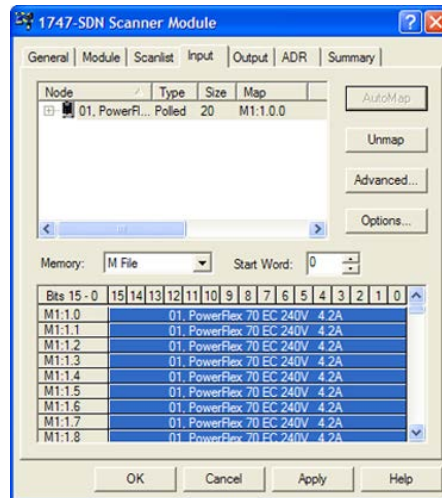 1747-SDN Scanner Module
General Module Scanlist Input Output ADR Summary
Node Type Size Map
01, PowerFl... Polled 20 M1:1.0.0
AutoMap
Unmap
Advanced...
Options...
Memory: M File Start Word: 0
Bits 15 - 0 15 14 13 12 11 10 9 8 7 6 5 4 3 2 1 0
M1:1.0 01, PowerFlex 70 EC 240V 4.2A
M1:1.1 01, PowerFlex 70 EC 240V 4.2A
M1:1.2 01, PowerFlex 70 EC 240V 4.2A
M1:1.3 01, PowerFlex 70 EC 240V 4.2A
M1:1.4 01, PowerFlex 70 EC 240V 4.2A
M1:1.5 01, PowerFlex 70 EC 240V 4.2A
M1:1.6 01, PowerFlex 70 EC 240V 4.2A
M1:1.7 01, PowerFlex 70 EC 240V 4.2A
M1:1.8 01, PowerFlex 70 EC 240V 4.2A
OK Cancel Apply Help